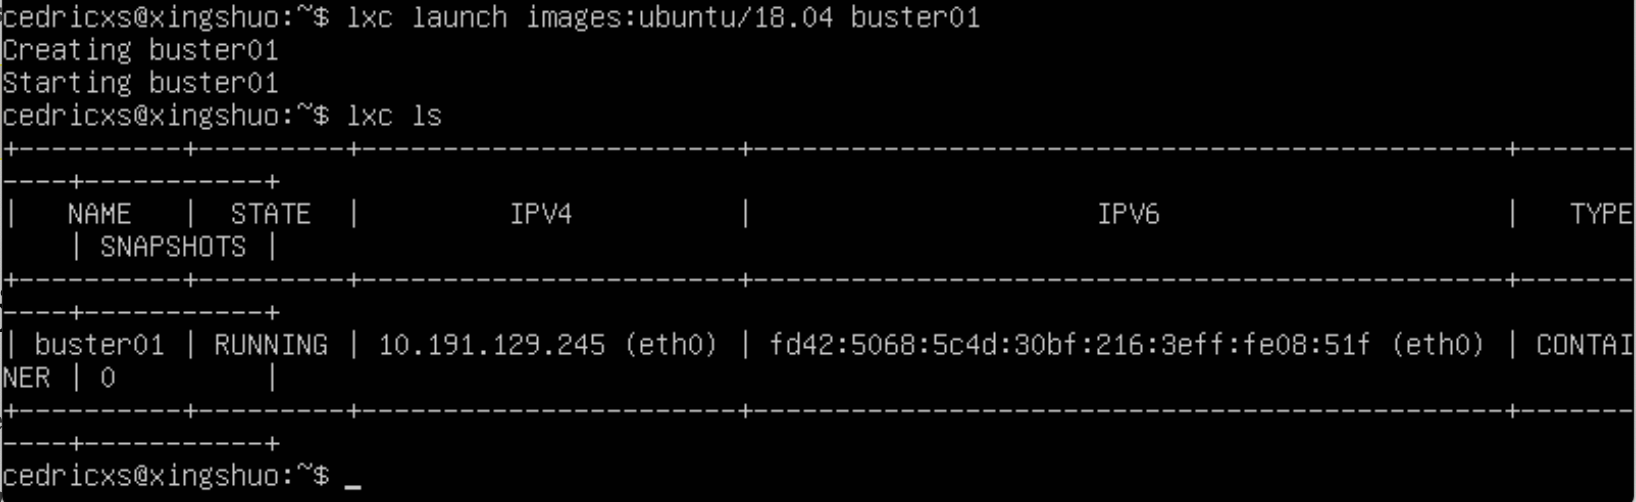 cedricxs@xingshuo:~$ lxc launch images:ubuntu/18.04 buster01
Creating buster01
Starting buster01
cedricxs@xingshuo:~$ lxc ls
+----------+---------+-----------------------+----------------------------------------------+-------
----+-----------+
|   NAME   |  STATE  |         IPV4          |                     IPV6                     |   TYPE
    | SNAPSHOTS |
+----------+---------+-----------------------+----------------------------------------------+-------
----+-----------+
| buster01 | RUNNING | 10.191.129.245 (eth0) | fd42:5068:5c4d:30bf:216:3eff:fe08:51f (eth0) | CONTAI
NER | 0         |
+----------+---------+-----------------------+----------------------------------------------+-------
----+-----------+
cedricxs@xingshuo:~$ _